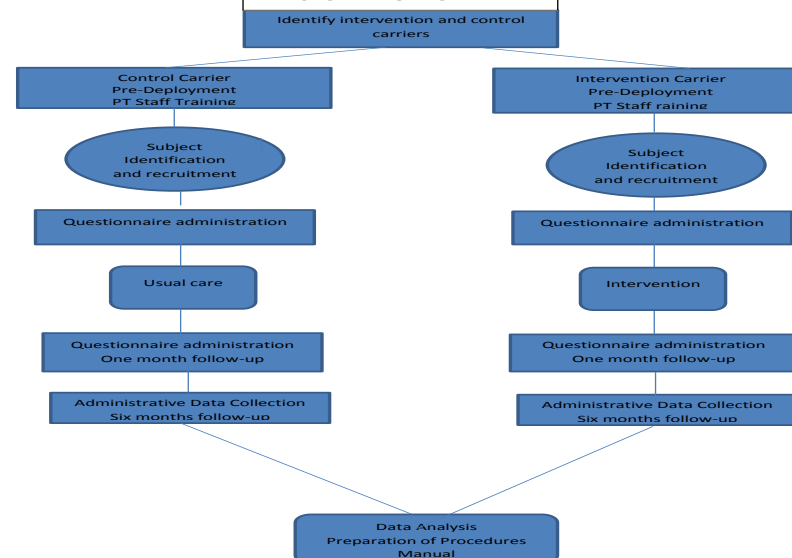 Identify intervention and control
carriers
Control Carrier
Pre-Deployment
PT Staff Training
Subject
Identification
and recruitment
Questionnaire administration
Usual care
Questionnaire administration
One month follow-up
Administrative Data Collection
Six months follow-up
Intervention Carrier
Pre-Deployment
PT Staff raining
Subject
Identification
and recruitment
Questionnaire administration
Intervention
Questionnaire administration
One month follow-up
Administrative Data Collection
Six months follow-up
Data Analysis
Preparation of Procedures
Manual